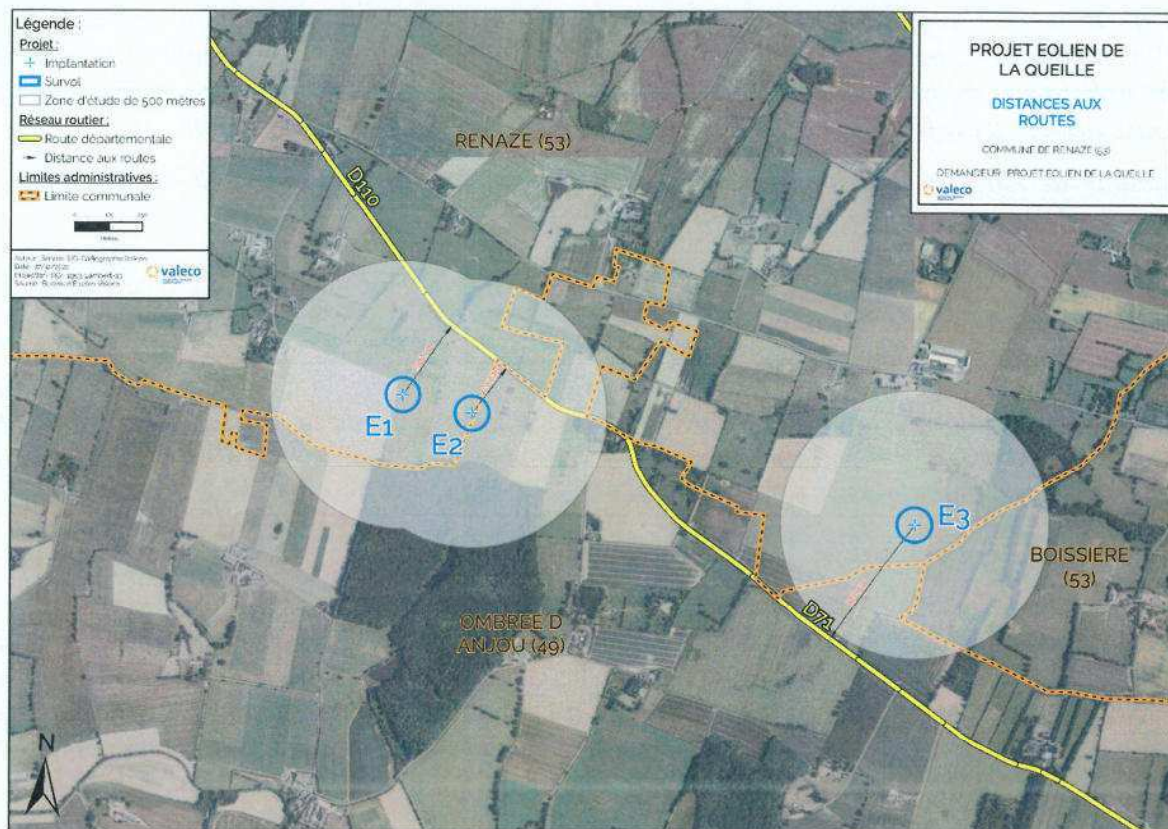 Légende :
Projet :
Implantation
Survol
Zone d'étude de 500 mètres
Réseau routier :
Route départementale
Distance aux routes
Limites administratives :
Limite communale
valeco
PROJET EOLIEN DE
LA QUEILLE
DISTANCES AUX
ROUTES
COMMUNE DE RENAZE (53)
DEMANDEUR : PROJET EOLIEN DE LA QUEILLE
valeco
RENAZE (53)
D110
E1
E2
E3
BOISSIERE
(53)
OMBREE D
ANJOU (49)
D71
N